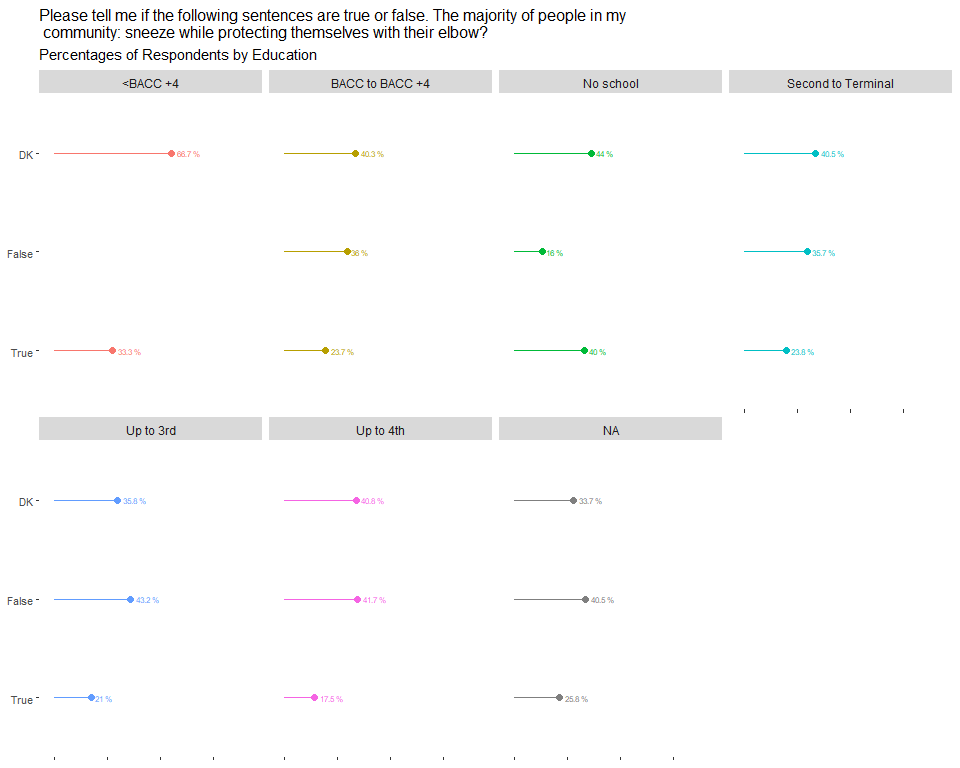 Please tell me if the following sentences are true or false. The majority of people in my
community: sneeze while protecting themselves with their elbow?
Percentages of Respondents by Education
<BACC +4
BACC to BACC +4
No school
Second to Terminal
DK
66.7 %
40.3 %
44 %
40.5 %
False
36 %
16 %
35.7 %
True
33.3 %
23.7 %
40 %
23.8 %
Up to 3rd
Up to 4th
NA
DK
35.8 %
40.8 %
33.7 %
False
43.2 %
41.7 %
40.5 %
True
21 %
17.5 %
25.8 %